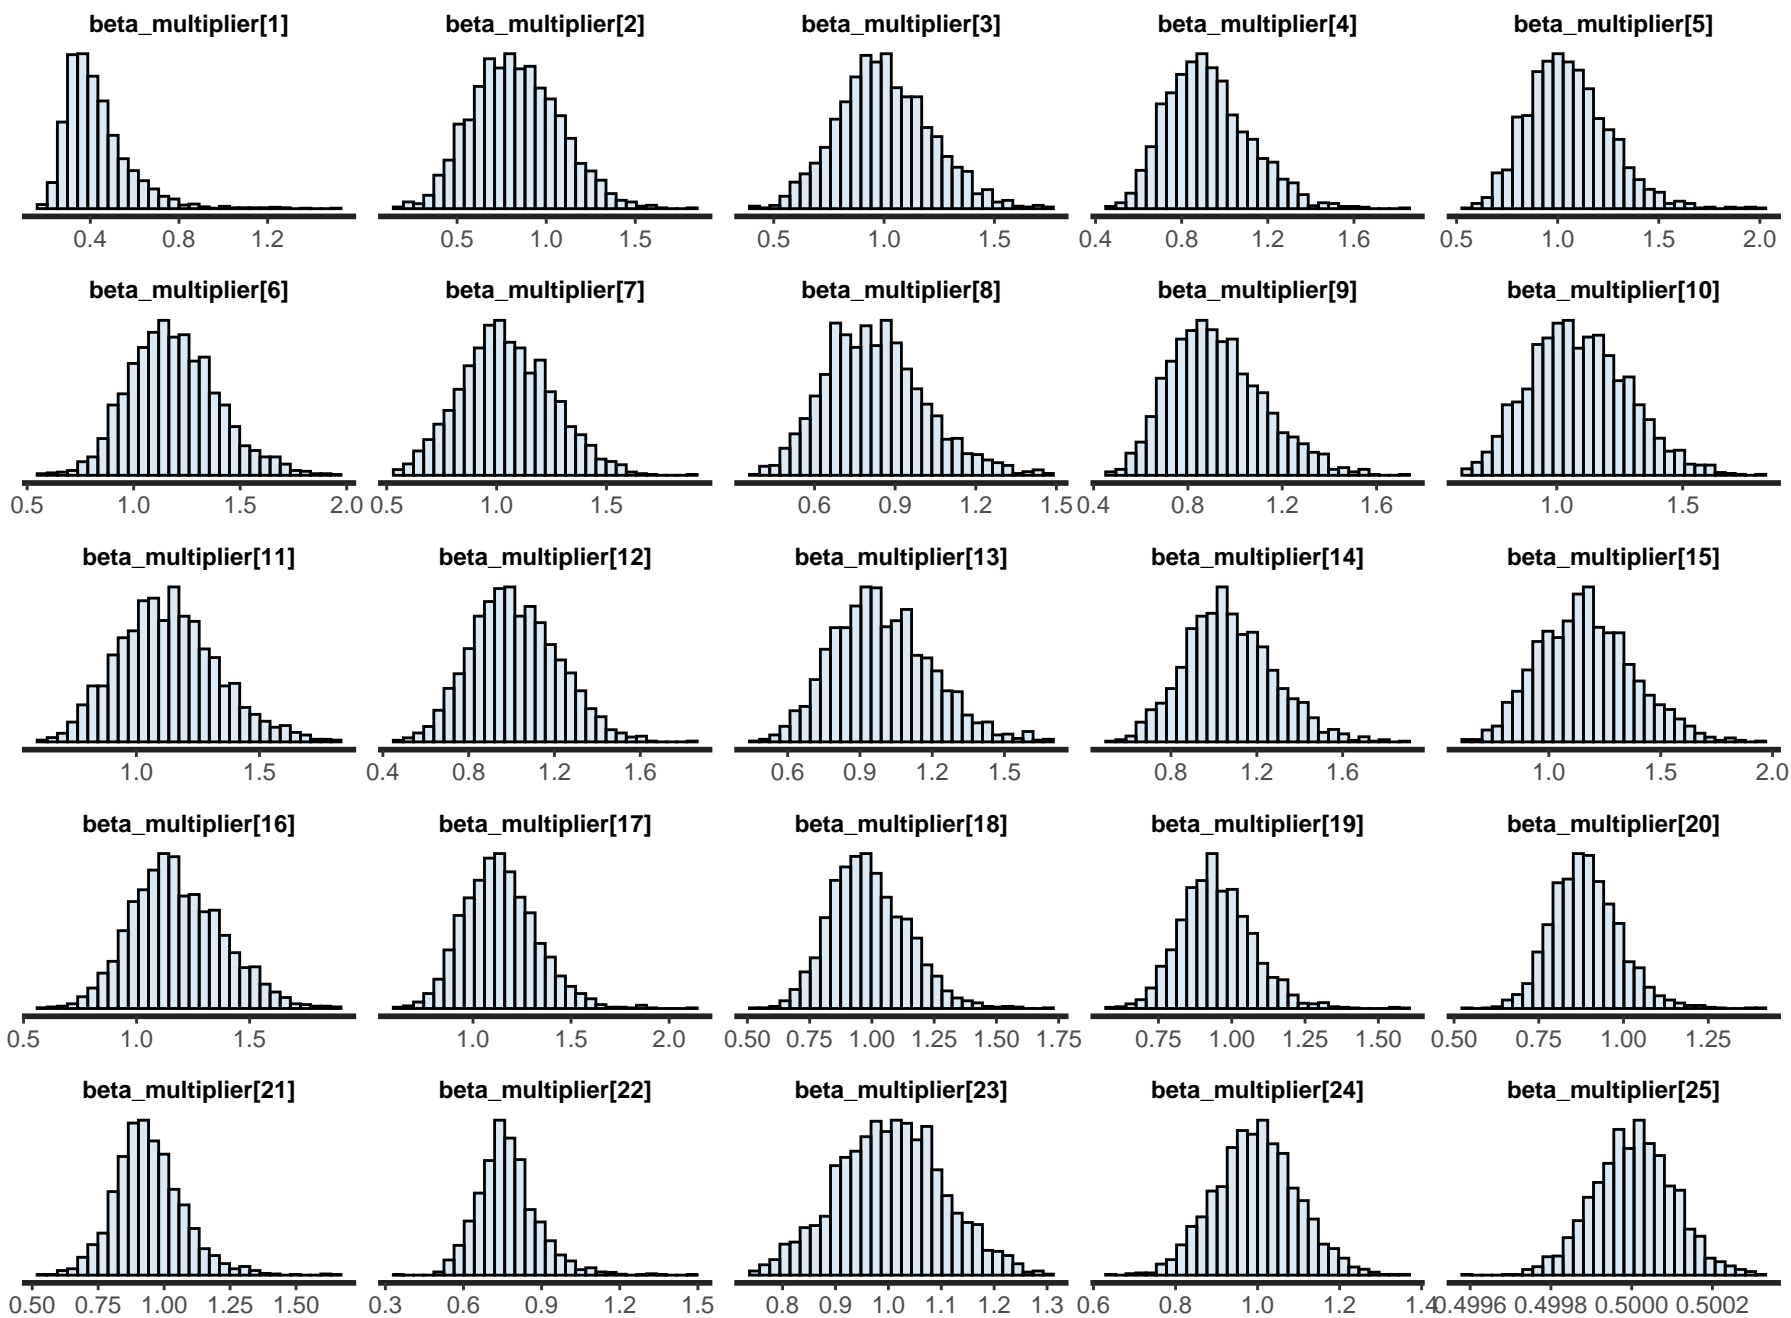 beta_multiplier[1] beta_multiplier[2] beta_multiplier[3] beta_multiplier[4] beta_multiplier[5]
0.4 0.8 1.2 0.5 1.0 1.5 0.5 1.0 1.5 0.4 0.8 1.2 1.6 0.5 1.0 1.5 2.0
beta_multiplier[6] beta_multiplier[7] beta_multiplier[8] beta_multiplier[9] beta_multiplier[10]
0.5 1.0 1.5 2.0 0.5 1.0 1.5 0.6 0.9 1.2 1.5 0.4 0.8 1.2 1.6 1.0 1.5
beta_multiplier[11] beta_multiplier[12] beta_multiplier[13] beta_multiplier[14] beta_multiplier[15]
1.0 1.5 0.4 0.8 1.2 1.6 0.6 0.9 1.2 1.5 0.8 1.2 1.6 1.0 1.5 2.0
beta_multiplier[16] beta_multiplier[17] beta_multiplier[18] beta_multiplier[19] beta_multiplier[20]
0.5 1.0 1.5 1.0 1.5 2.0 0.50 0.75 1.00 1.25 1.50 1.75 0.75 1.00 1.25 1.50 0.50 0.75 1.00 1.25
beta_multiplier[21] beta_multiplier[22] beta_multiplier[23] beta_multiplier[24] beta_multiplier[25]
0.50 0.75 1.00 1.25 1.50 0.3 0.6 0.9 1.2 1.5 0.8 0.9 1.0 1.1 1.2 1.3 0.6 0.8 1.0 1.2 1.4 0.4996 0.4998 0.5000 0.5002